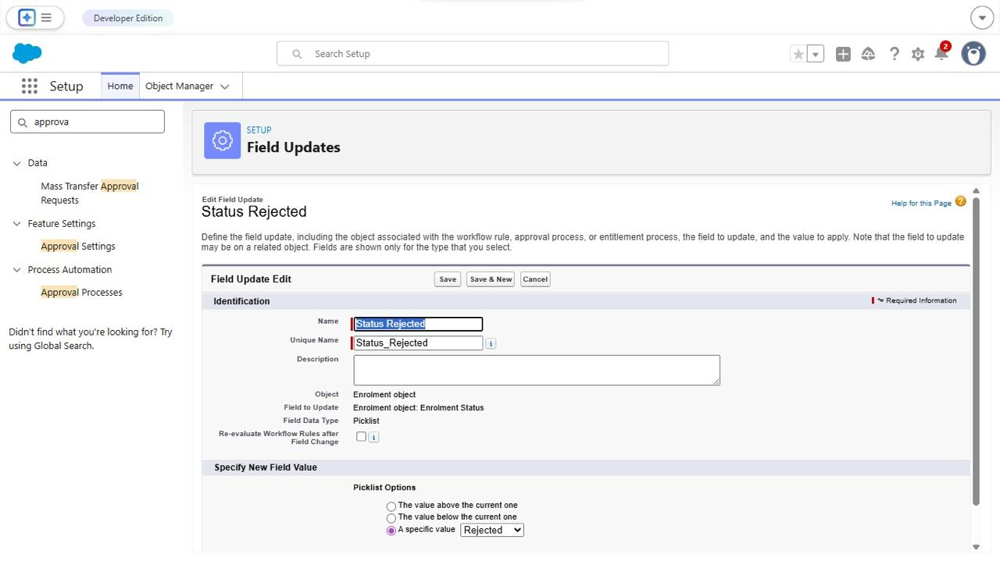 Developer Edition
Search Setup
2
Setup
Home
Object Manager
approva
Data
Mass Transfer Approval
Requests
Feature Settings
Approval Settings
Process Automation
Approval Processes
Didn't find what you're looking for? Try
using Global Search.
SETUP
Field Updates
Edit Field Update
Status Rejected
Help for this Page
Define the field update, including the object associated with the workflow rule, approval process, or entitlement process, the field to update, and the value to apply. Note that the field to update
may be on a related object. Fields are shown only for the type that you select.
Field Update Edit
Save
Save & New
Cancel
Identification
= Required Information
Name
Status Rejected
Unique Name
Status_Rejected
i
Description
Object
Enrolment object
Field to Update
Enrolment object: Enrolment Status
Field Data Type
Picklist
Re-evaluate Workflow Rules after
Field Change
i
Specify New Field Value
Picklist Options
The value above the current one
The value below the current one
A specific value
Rejected